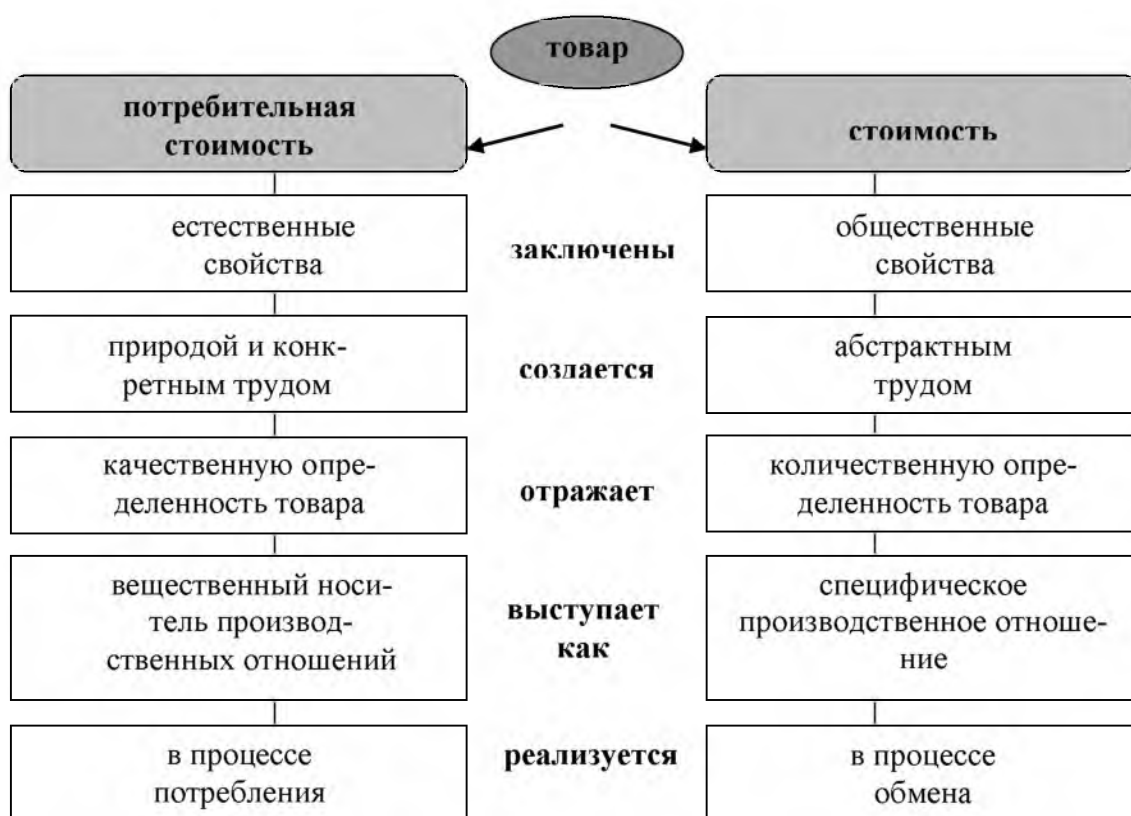 товар
потребительная
стоимость
стоимость
естественные
свойства
заключены
общественные
свойства
природой и конк-
ретным трудом
создается
абстрактным
трудом
качественную опре-
деленность товара
отражает
количественную опре-
деленность товара
вещественный носи-
тель производ-
ственных отношений
выступает
как
специфическое
производственное отноше-
ние
в процессе
потребления
реализуется
в процессе
обмена